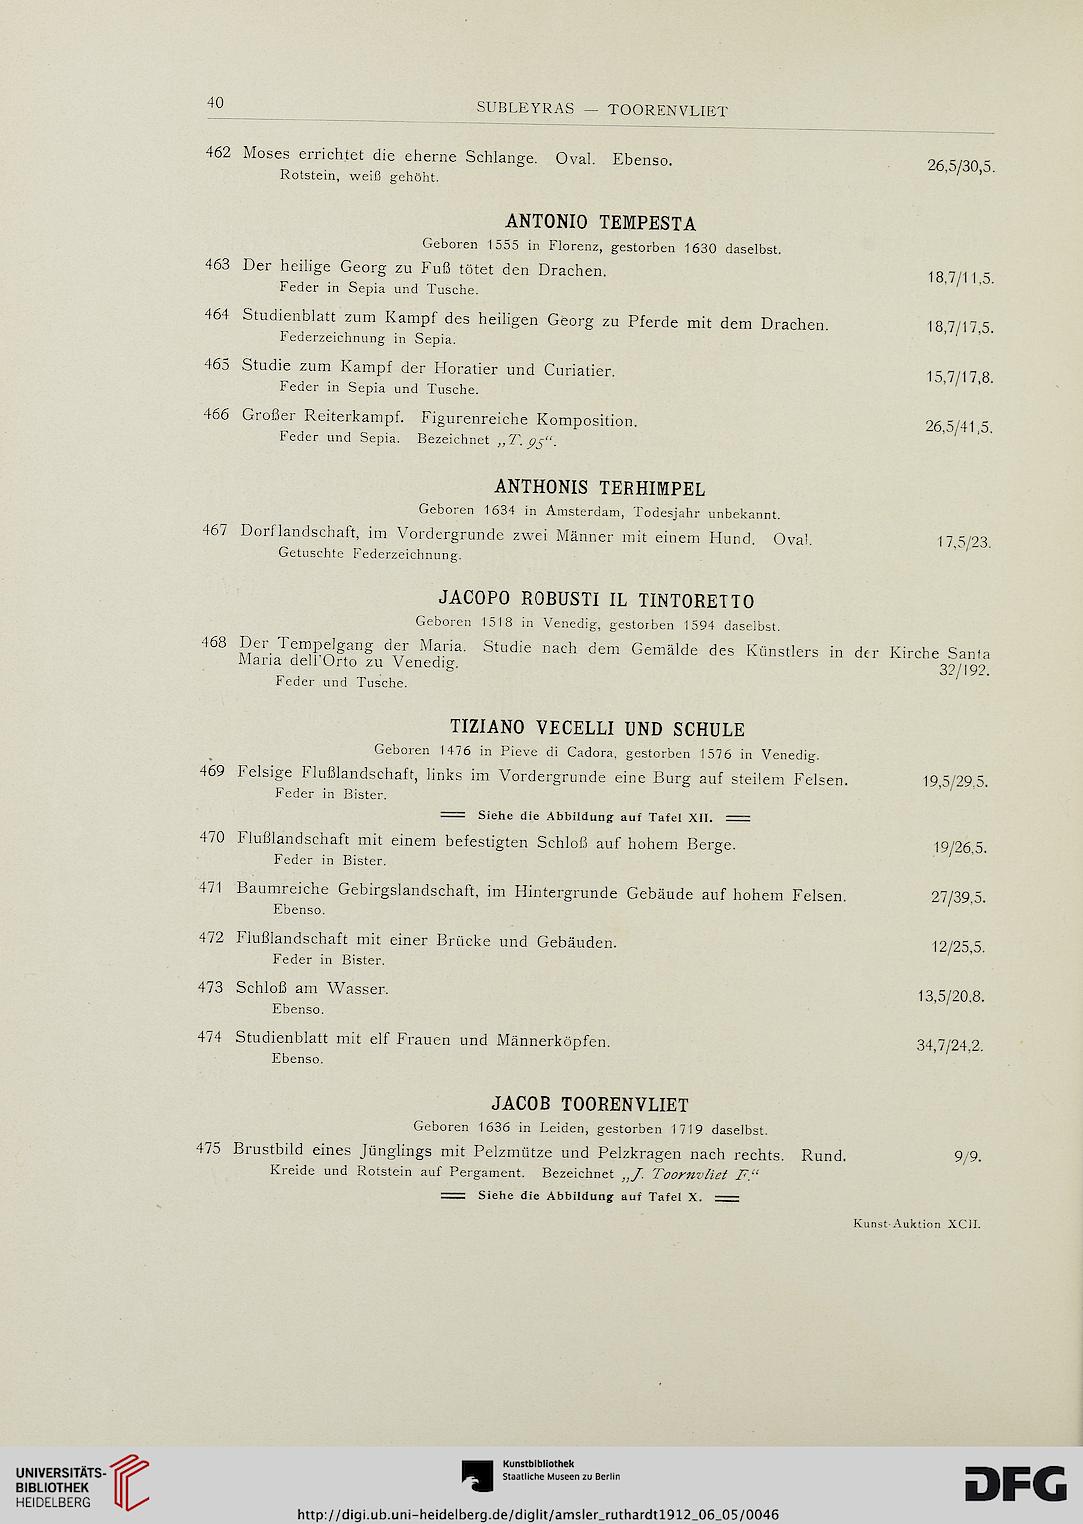 40
SUBLEYRAS — TOORENVLIET
462 Moses errichtet die eherne Schlange. Oval. Ebenso. 26,5/30,5.
Rotstein, weiß gehöht.
ANTONIO TEMPESTA
Geboren 1555 in Florenz, gestorben 1630 daselbst.
463 Der heilige Georg zu Fuß tötet den Drachen. 18,7/11,5.
Feder in Sepia und Tusche.
464 Studienblatt zum Kampf des heiligen Georg zu Pferde mit dem Drachen. 18,7/17,5.
Federzeichnung in Sepia.
465 Studie zum Kampf der Horatier und Curiatier. 15,7/17,8.
Feder in Sepia und Tusche.
466 Großer Reiterkampf. Figurenreiche Komposition. 26,5/41,5.
Feder und Sepia. Bezeichnet „T. 95“.
ANTHONIS TERHIMPEL
Geboren 1634 in Amsterdam, Todesjahr unbekannt.
467 Dorflandschaft, im Vordergrunde zwei Männer mit einem Hund. Oval. 17,5/23.
Getuschte Federzeichnung.
JACOPO ROBUSTI IL TINTORETTO
Geboren 1518 in Venedig, gestorben 1594 daselbst.
468 Der Tempelgang der Maria. Studie nach dem Gemälde des Künstlers in der Kirche Santa
Maria dell'Orto zu Venedig. 32/192.
Feder und Tusche.
TIZIANO VECELLI UND SCHULE
Geboren 1476 in Pieve di Cadora, gestorben 1576 in Venedig.
469 Felsige Flußlandschaft, links im Vordergrunde eine Burg auf steilem Felsen. 19,5/29,5.
Feder in Bister.
Siehe die Abbildung auf Tafel XII.
470 Flußlandschaft mit einem befestigten Schloß auf hohem Berge. 19/26,5.
Feder in Bister.
471 Baumreiche Gebirgslandschaft, im Hintergrunde Gebäude auf hohem Felsen. 27/39,5.
Ebenso.
472 Flußlandschaft mit einer Brücke und Gebäuden. 12/25,5.
Feder in Bister.
473 Schloß am Wasser. 13,5/20,8.
Ebenso.
474 Studienblatt mit elf Frauen und Männerköpfen. 34,7/24,2.
Ebenso.
JACOB TOORENVLIET
Geboren 1636 in Leiden, gestorben 1719 daselbst.
475 Brustbild eines Jünglings mit Pelzmütze und Pelzkragen nach rechts. Rund. 9/9.
Kreide und Rotstein auf Pergament. Bezeichnet „J. Toornvliet F.“
Siehe die Abbildung auf Tafel X.
Kunst-Auktion XCII.
UNIVERSITÄTS-
BIBLIOTHEK
HEIDELBERG
Kunstbibliothek
Staatliche Museen zu Berlin
DFG
http://digi.ub.uni-heidelberg.de/diglit/amsler_ruthardt1912_06_05/0046